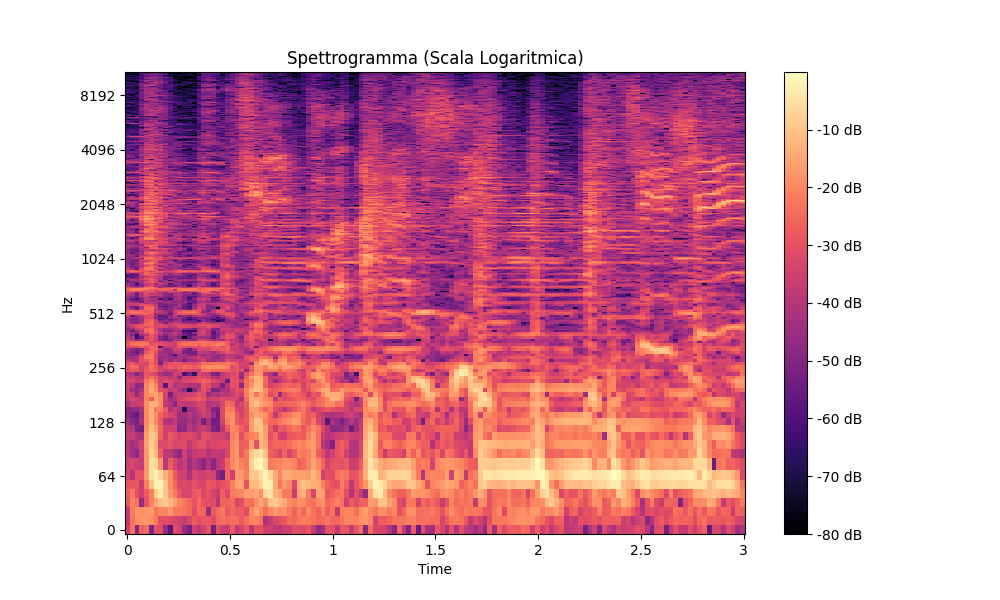 Spettrogramma (Scala Logaritmica)
8192
4096
2048
1024
512
256
128
64
0
Hz
0
0.5
1
1.5
2
2.5
3
Time
-10 dB
-20 dB
-30 dB
-40 dB
-50 dB
-60 dB
-70 dB
-80 dB